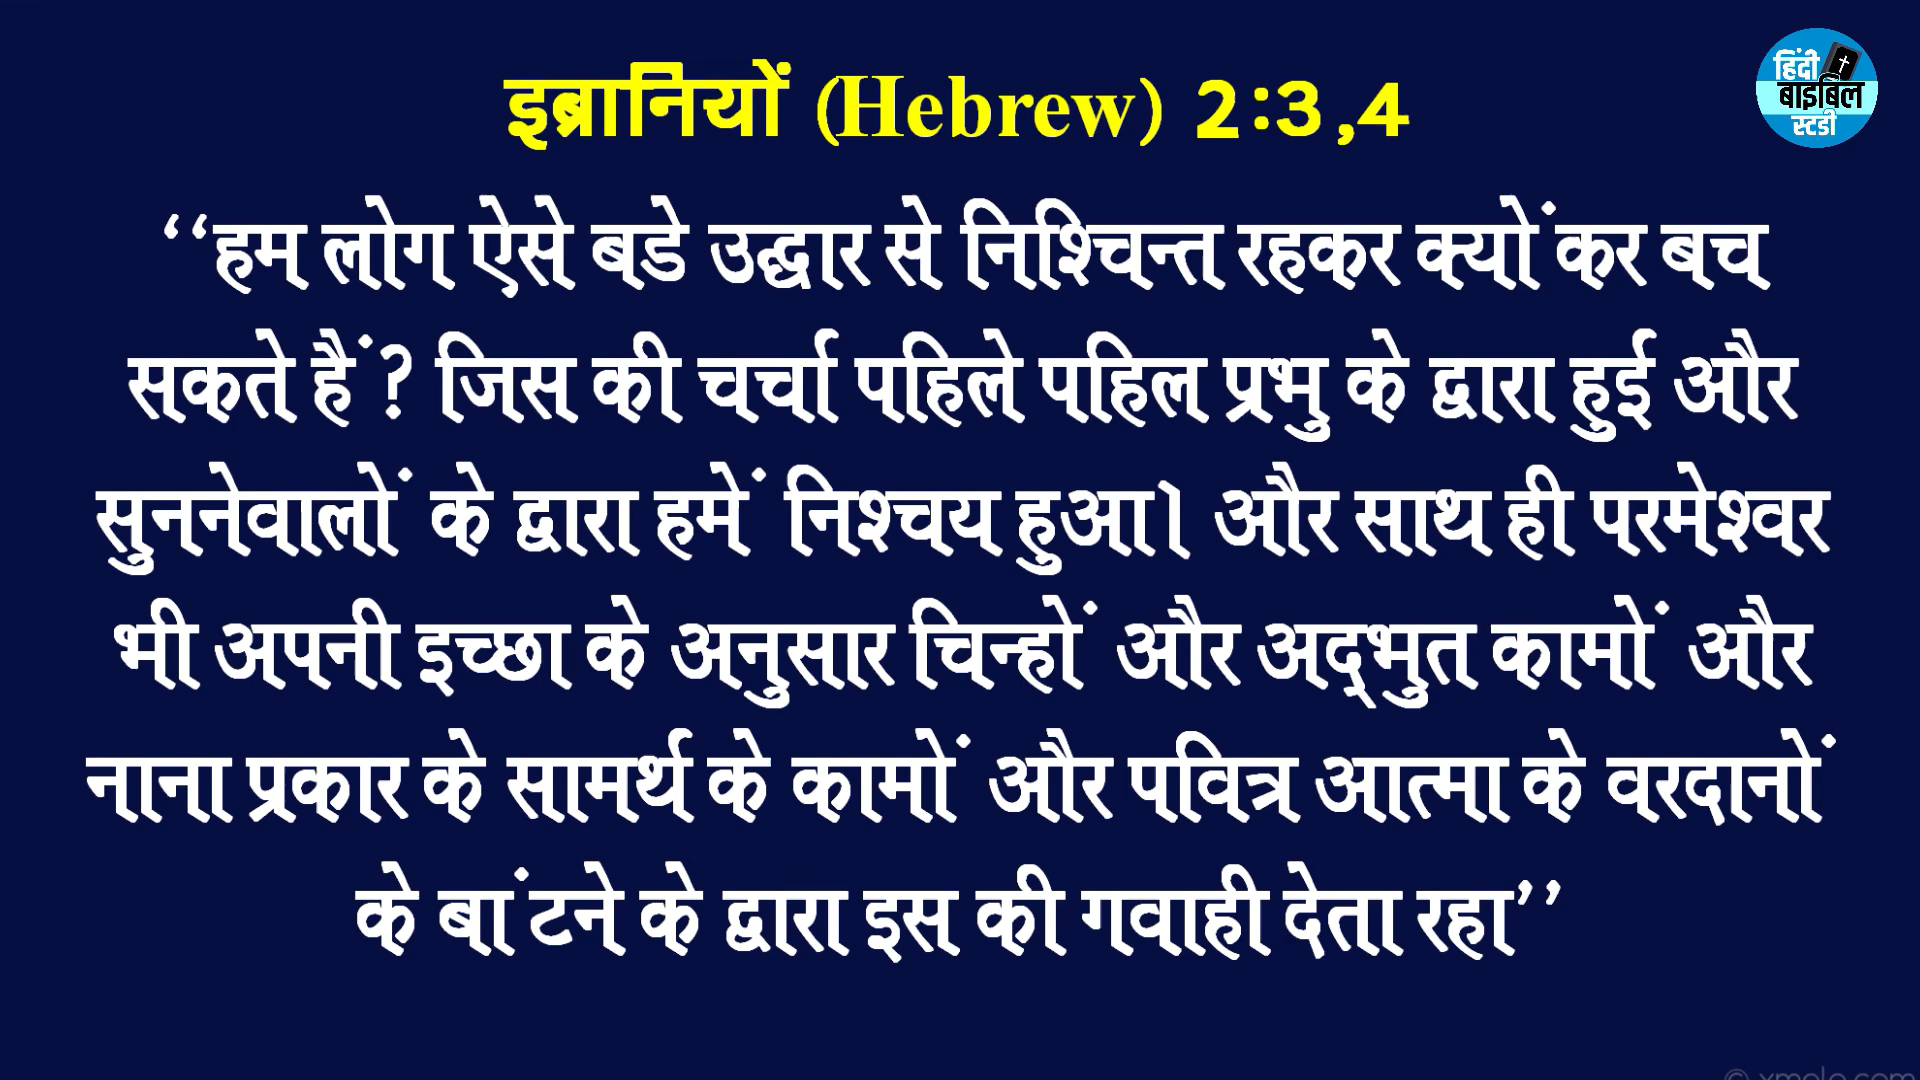 इब्रानियों (Hebrew) 2:3,4
हिंदी
बाइबिल
स्टडी
‘‘हम लोग ऐसे बडे उद्धार से निश्चिन्त रहकर क्योंकर बच
सकते हैं? जिस की चर्चा पहिले पहिल प्रभु के द्वारा हुई और
सुननेवालों के द्वारा हमें निश्चय हुआ। और साथ ही परमेश्वर
भी अपनी इच्छा के अनुसार चिन्हों और अद्‌भुत कामों और
नाना प्रकार के सामर्थ के कामों और पवित्र आत्मा के वरदानों
के बांटने के द्वारा इस की गवाही देता रहा’’